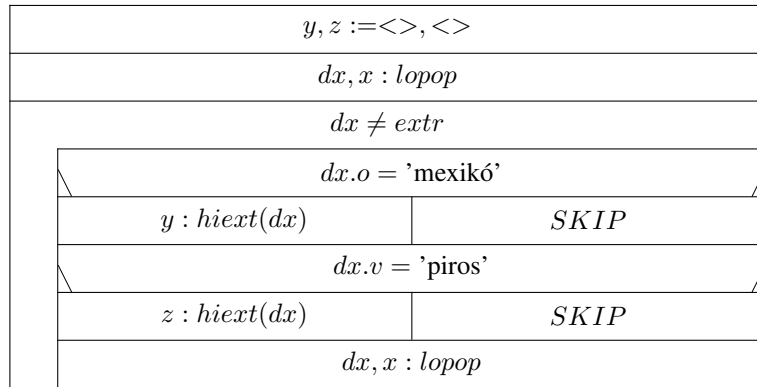 y, z :=<>, <>
dx, x : lopop
dx ≠ extr
dx.o = ’mexikó’
y : hiext(dx) SKIP
dx.v = ’piros’
z : hiext(dx) SKIP
dx, x : lopop